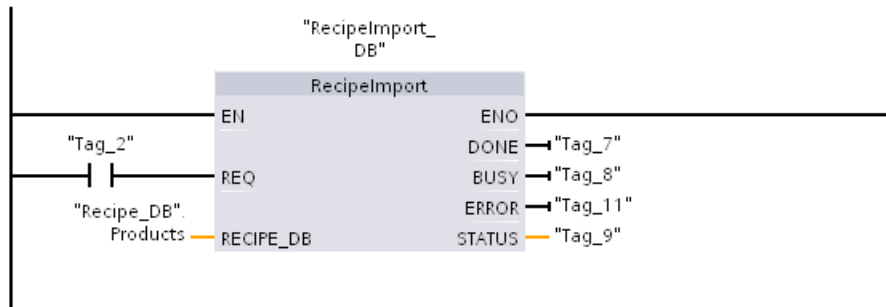 "RecipeImport_
DB"
RecipeImport
EN ENO
"Tag_2" DONE "Tag_7"
REQ BUSY "Tag_8"
"Recipe_DB". ERROR "Tag_11"
Products RECIPE_DB STATUS "Tag_9"